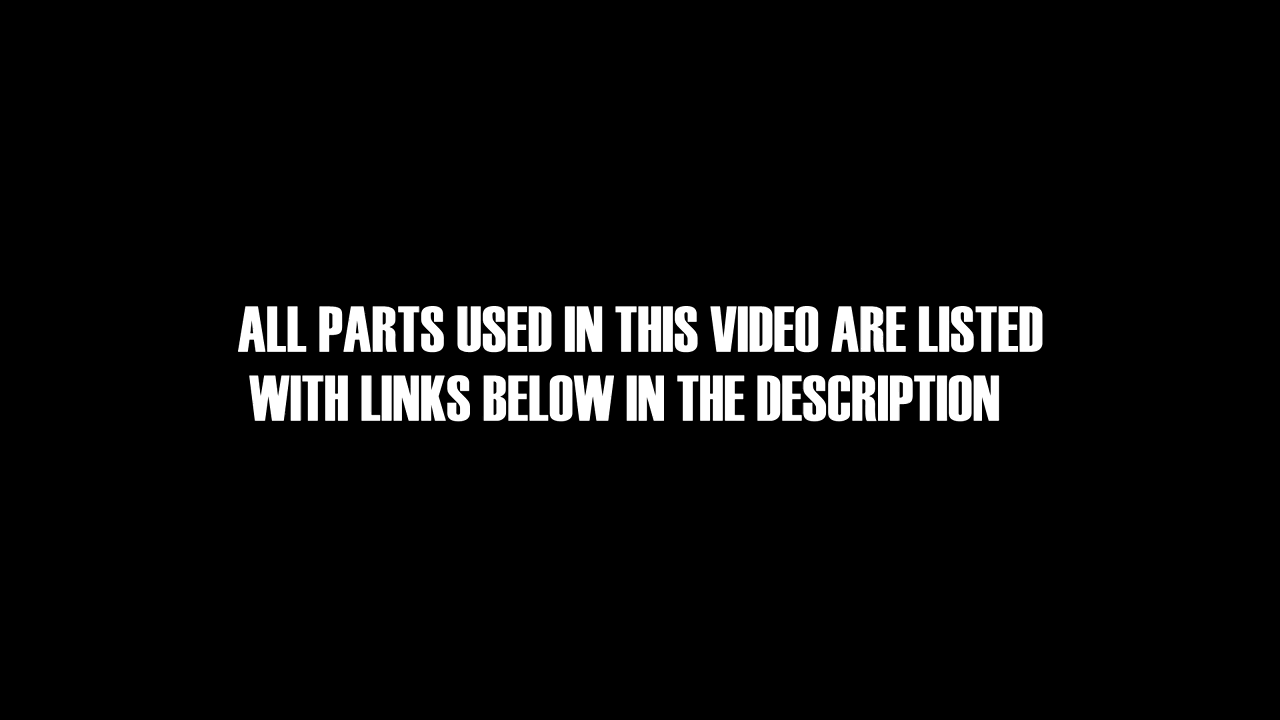 ALL PARTS USED IN THIS VIDEO ARE LISTED
WITH LINKS BELOW IN THE DESCRIPTION